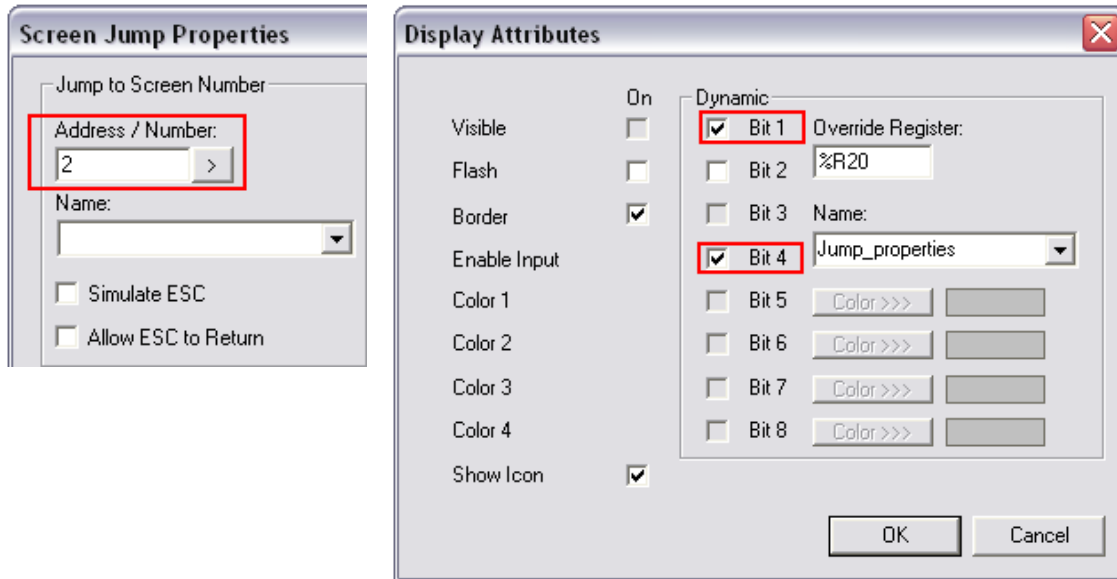 Screen Jump Properties
Jump to Screen Number
Address / Number:
2 >
Name:
Simulate ESC
Allow ESC to Return
Display Attributes
On Dynamic
Visible Bit 1 Override Register:
Flash Bit 2 %R20
Border Bit 3 Name:
Enable Input Bit 4 Jump_properties
Color 1 Bit 5 Color >>>
Color 2 Bit 6 Color >>>
Color 3 Bit 7 Color >>>
Color 4 Bit 8 Color >>>
Show Icon
OK Cancel